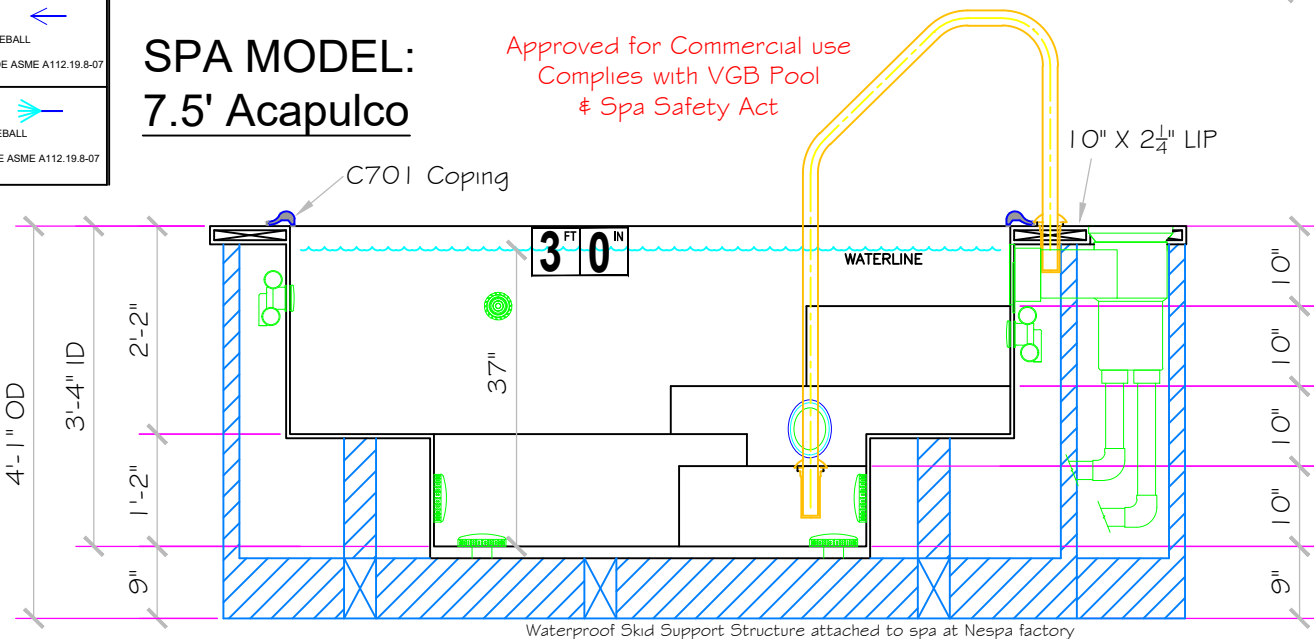 EBALL
DE ASME A112.19.8-07
EBALL
E ASME A112.19.8-07
SPA MODEL:
7.5' Acapulco
Approved for Commercial use
Complies with VGB Pool
& Spa Safety Act
C701 Coping
10" X 2¼" LIP
3 FT 0 IN
WATERLINE
4'-1" OD
3'-4" ID
2'-2"
1'-2"
9"
37"
10"
10"
10"
10"
9"
Waterproof Skid Support Structure attached to spa at Nespa factory